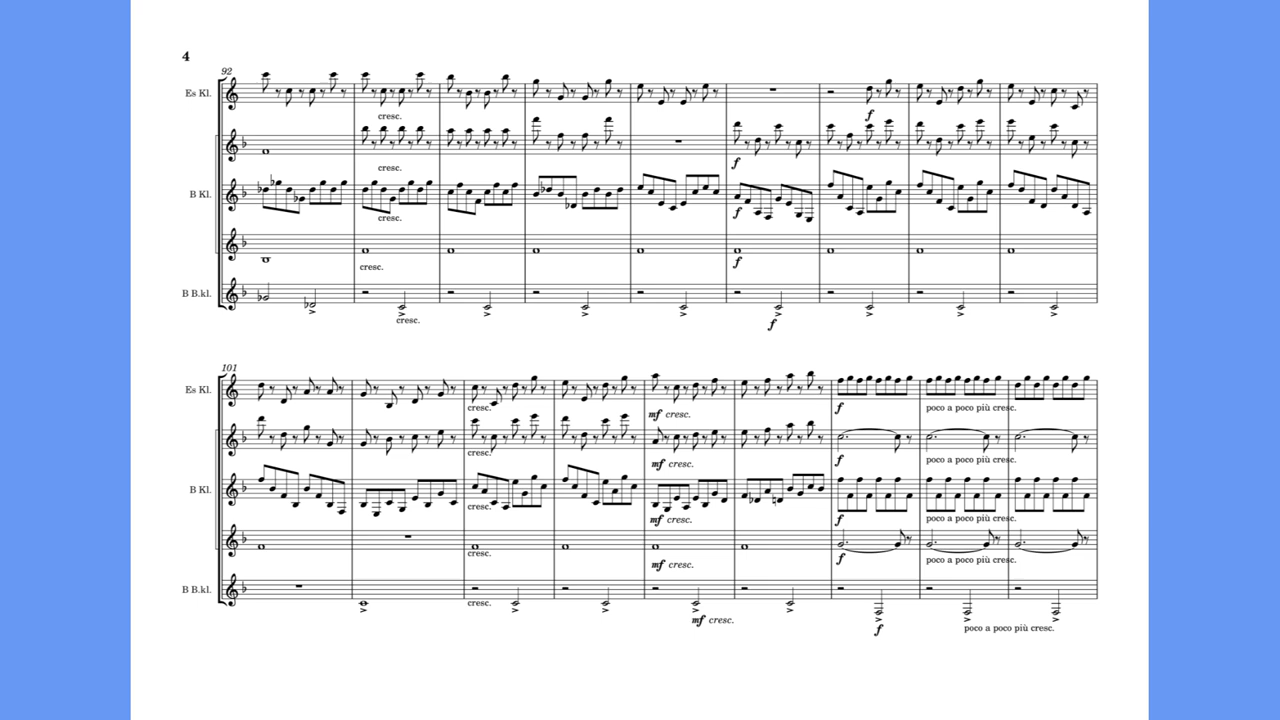 4
92
Es Kl.
cresc.
f
cresc.
f
B Kl.
cresc.
f
cresc.
f
B B.kl.
cresc.
f
101
Es Kl.
cresc.
mf cresc.
f
poco a poco più cresc.
cresc.
mf cresc.
f
poco a poco più cresc.
B Kl.
cresc.
mf cresc.
f
poco a poco più cresc.
cresc.
mf cresc.
f
poco a poco più cresc.
B B.kl.
cresc.
mf cresc.
f
poco a poco più cresc.